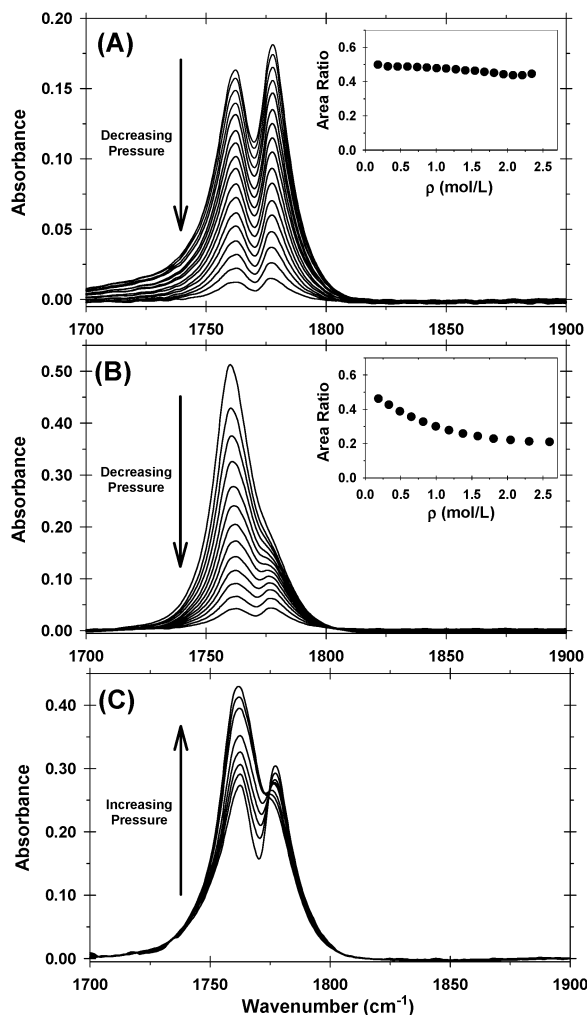 (A)
0.20
0.15
0.10
0.05
0.00
Absorbance
Decreasing
Pressure
0.6
0.4
0.2
0.0
Area Ratio
0.0 0.5 1.0 1.5 2.0 2.5
ρ (mol/L)
1700 1750 1800 1850 1900
(B)
0.50
0.40
0.30
0.20
0.10
0.00
Absorbance
Decreasing
Pressure
0.6
0.4
0.2
0.0
Area Ratio
0.0 0.5 1.0 1.5 2.0 2.5
ρ (mol/L)
1700 1750 1800 1850 1900
(C)
0.40
0.30
0.20
0.10
0.00
Absorbance
Increasing
Pressure
1700 1750 1800 1850 1900
Wavenumber (cm⁻¹)